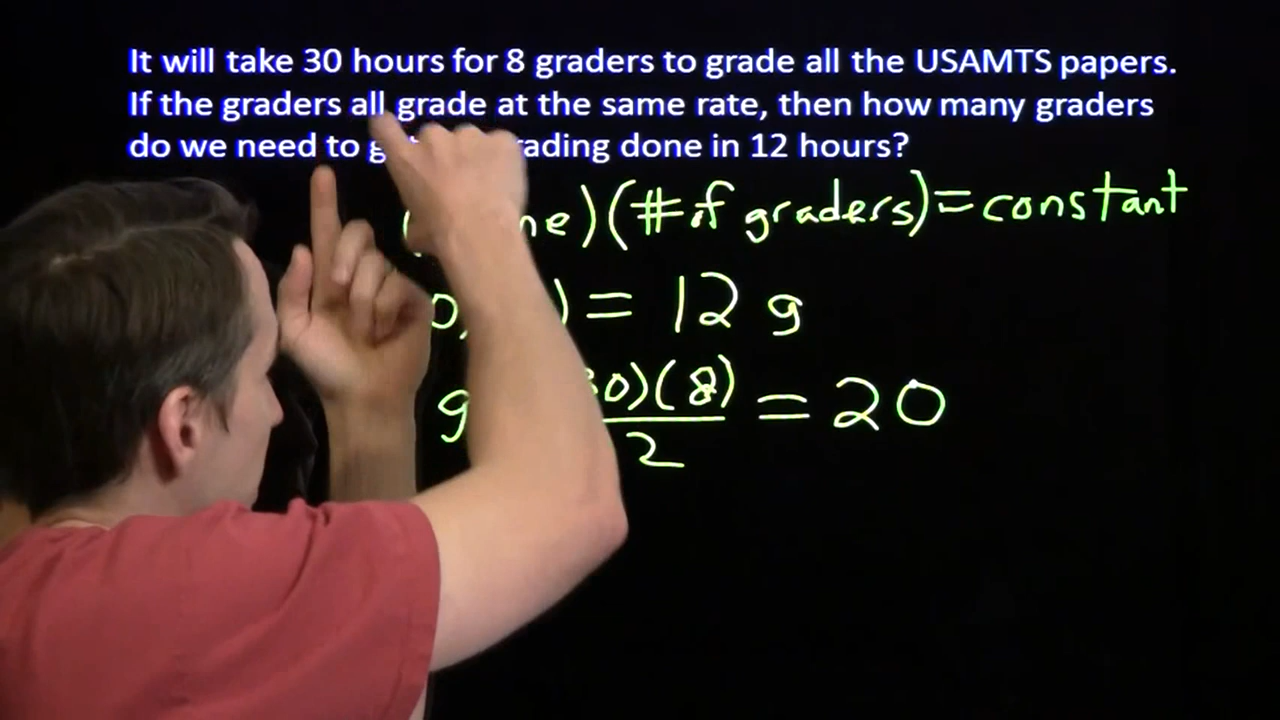 It will take 30 hours for 8 graders to grade all the USAMTS papers.
If the graders all grade at the same rate, then how many graders
do we need to done in 12 hours?
(# of graders) = constant
) = 12 g
g 0)(8) / 2 = 20